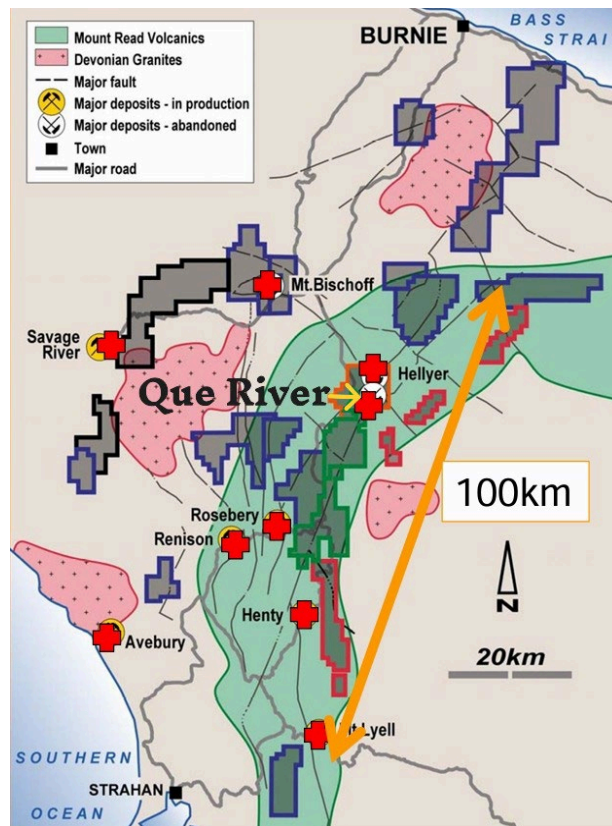 Mount Read Volcanics
Devonian Granites
Major fault
Major deposits - in production
Major deposits - abandoned
Town
Major road
BURNIE
BASS
STRAI
Mt.Bischoff
Savage
River
Hellyer
Que River
100km
Rosebery
Renison
N
Henty
Avebury
20km
Lyell
SOUTHERN
OCEAN
STRAHAN